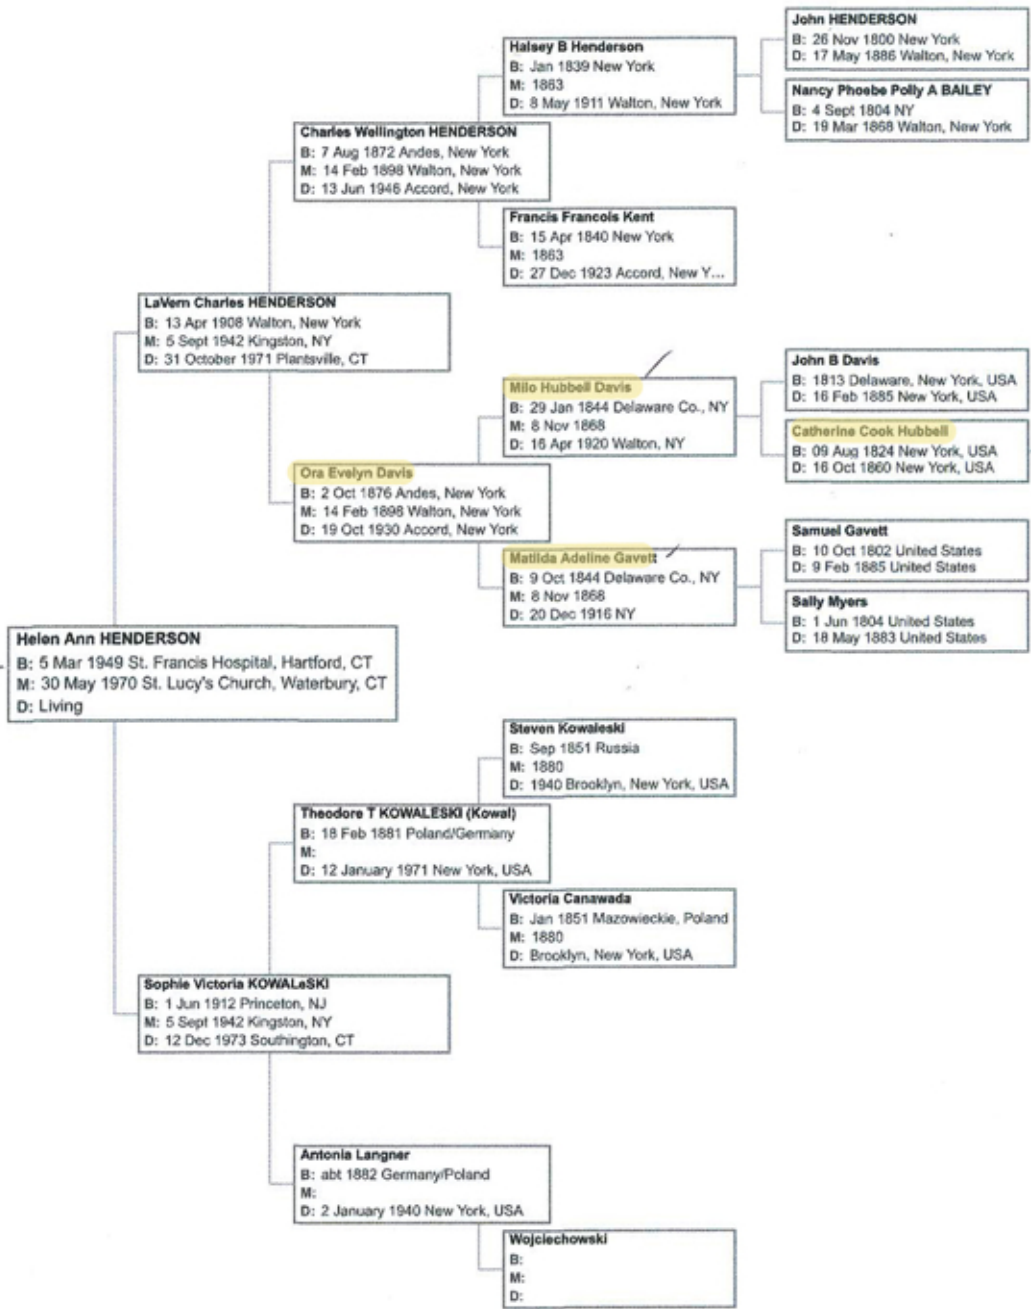 John HENDERSON
B: 26 Nov 1800 New York
D: 17 May 1886 Walton, New York
Halsey B Henderson
B: Jan 1839 New York
M: 1863
D: 8 May 1911 Walton, New York
Nancy Phoebe Polly A BAILEY
B: 4 Sept 1804 NY
D: 19 Mar 1868 Walton, New York
Charles Wellington HENDERSON
B: 7 Aug 1872 Andes, New York
M: 14 Feb 1898 Walton, New York
D: 13 Jun 1946 Accord, New York
Francis Francois Kent
B: 15 Apr 1840 New York
M: 1863
D: 27 Dec 1923 Accord, New Y...
LaVern Charles HENDERSON
B: 13 Apr 1908 Walton, New York
M: 5 Sept 1942 Kingston, NY
D: 31 October 1971 Plantsville, CT
John B Davis
B: 1813 Delaware, New York, USA
D: 16 Feb 1885 New York, USA
Milo Hubbell Davis
B: 29 Jan 1844 Delaware Co., NY
M: 8 Nov 1868
D: 16 Apr 1920 Walton, NY
Catherine Cook Hubbell
B: 09 Aug 1824 New York, USA
D: 16 Oct 1860 New York, USA
Ora Evelyn Davis
B: 2 Oct 1876 Andes, New York
M: 14 Feb 1898 Walton, New York
D: 19 Oct 1930 Accord, New York
Samuel Gavett
B: 10 Oct 1802 United States
D: 9 Feb 1885 United States
Matilda Adeline Gavett
B: 9 Oct 1844 Delaware Co., NY
M: 8 Nov 1868
D: 20 Dec 1916 NY
Sally Myers
B: 1 Jun 1804 United States
D: 18 May 1883 United States
Helen Ann HENDERSON
B: 5 Mar 1949 St. Francis Hospital, Hartford, CT
M: 30 May 1970 St. Lucy's Church, Waterbury, CT
D: Living
Steven Kowaleski
B: Sep 1851 Russia
M: 1880
D: 1940 Brooklyn, New York, USA
Theodore T KOWALESKI (Kowal)
B: 18 Feb 1881 Poland/Germany
M:
D: 12 January 1971 New York, USA
Victoria Canawada
B: Jan 1851 Mazowieckie, Poland
M: 1880
D: Brooklyn, New York, USA
Sophie Victoria KOWALeSKI
B: 1 Jun 1912 Princeton, NJ
M: 5 Sept 1942 Kingston, NY
D: 12 Dec 1973 Southington, CT
Antonia Langner
B: abt 1882 Germany/Poland
M:
D: 2 January 1940 New York, USA
Wojciechowski
B:
M:
D: